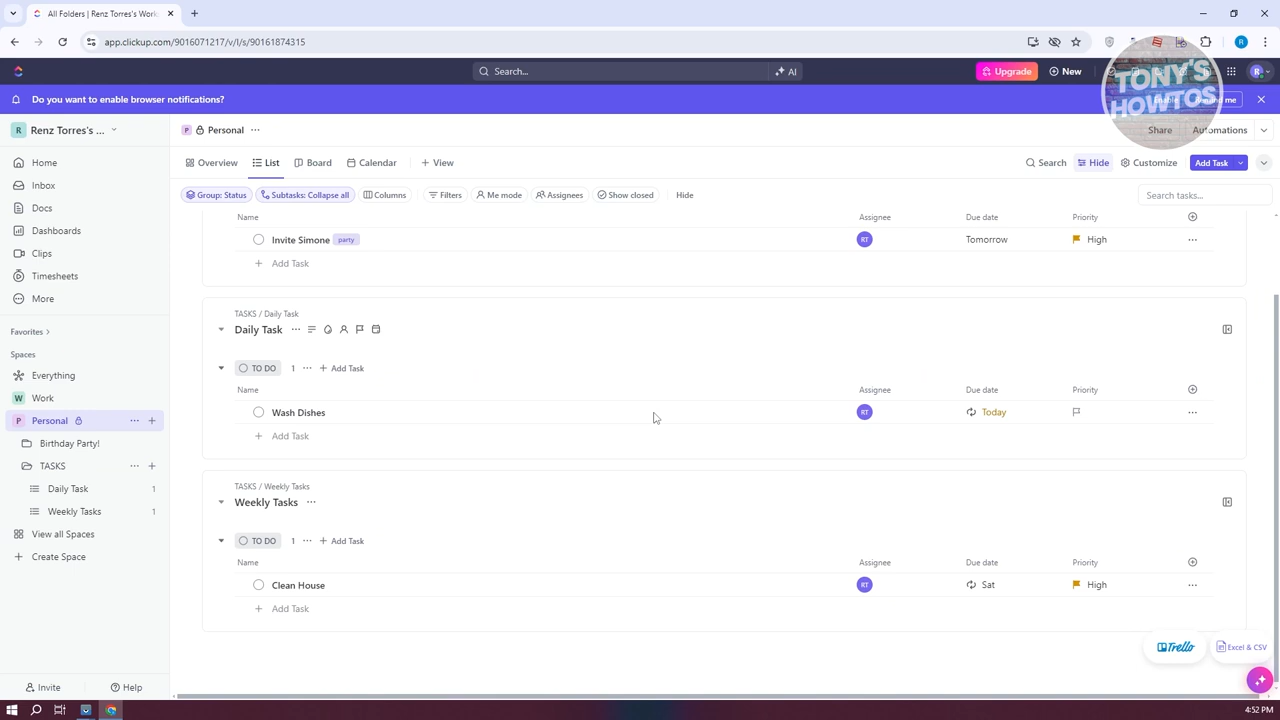 All Folders | Renz Torres's Work
app.clickup.com/9016071217/v/l/s/90161874315
R
Search...
AI
Upgrade
New
R
Do you want to enable browser notifications?
Enable
Remind me
TONY'S
HOWTOS
R Renz Torres's ...
P Personal ...
Share
Automations
Home
Inbox
Docs
Dashboards
Clips
Timesheets
More
Favorites
Spaces
Everything
W Work
P Personal
Birthday Party!
TASKS
Daily Task 1
Weekly Tasks 1
View all Spaces
Create Space
Invite
Help
Overview
List
Board
Calendar
+ View
Search
Hide
Customize
Add Task
Group: Status
Subtasks: Collapse all
Columns
Filters
Me mode
Assignees
Show closed
Hide
Search tasks...
Name Assignee Due date Priority
Invite Simone party RT Tomorrow High
+ Add Task
TASKS / Daily Task
Daily Task
TO DO 1 ... + Add Task
Name Assignee Due date Priority
Wash Dishes RT Today
+ Add Task
TASKS / Weekly Tasks
Weekly Tasks ...
TO DO 1 ... + Add Task
Name Assignee Due date Priority
Clean House RT Sat High
+ Add Task
Trello
Excel & CSV
4:52 PM